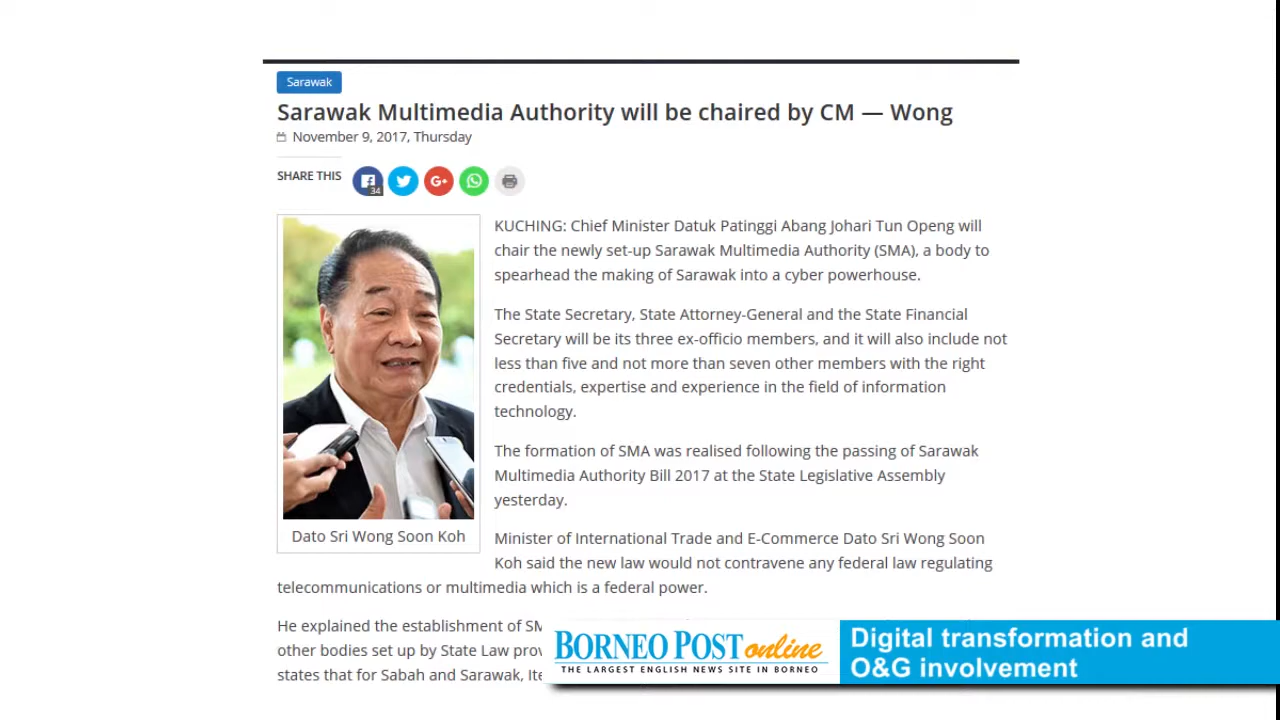 Sarawak
Sarawak Multimedia Authority will be chaired by CM — Wong
November 9, 2017, Thursday
SHARE THIS
34
G+
KUCHING: Chief Minister Datuk Patinggi Abang Johari Tun Openg will
chair the newly set-up Sarawak Multimedia Authority (SMA), a body to
spearhead the making of Sarawak into a cyber powerhouse.
The State Secretary, State Attorney-General and the State Financial
Secretary will be its three ex-officio members, and it will also include not
less than five and not more than seven other members with the right
credentials, expertise and experience in the field of information
technology.
The formation of SMA was realised following the passing of Sarawak
Multimedia Authority Bill 2017 at the State Legislative Assembly
yesterday.
Dato Sri Wong Soon Koh
Minister of International Trade and E-Commerce Dato Sri Wong Soon
Koh said the new law would not contravene any federal law regulating
telecommunications or multimedia which is a federal power.
He explained the establishment of
other bodies set up by State Law
states that for Sabah and Sarawak,
BORNEO POST online
THE LARGEST ENGLISH NEWS SITE IN BORNEO
Digital transformation and
O&G involvement